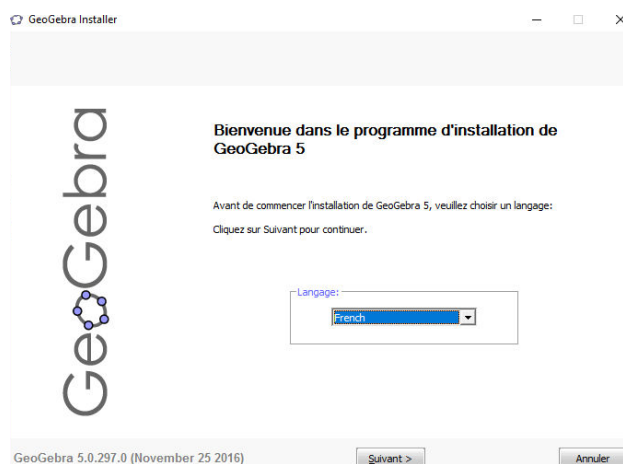 GeoGebra Installer
GeoGebra
Bienvenue dans le programme d'installation de
GeoGebra 5
Avant de commencer l'installation de GeoGebra 5, veuillez choisir un langage:
Cliquez sur Suivant pour continuer.
Langage:
French
GeoGebra 5.0.297.0 (November 25 2016)
Suivant >
Annuler